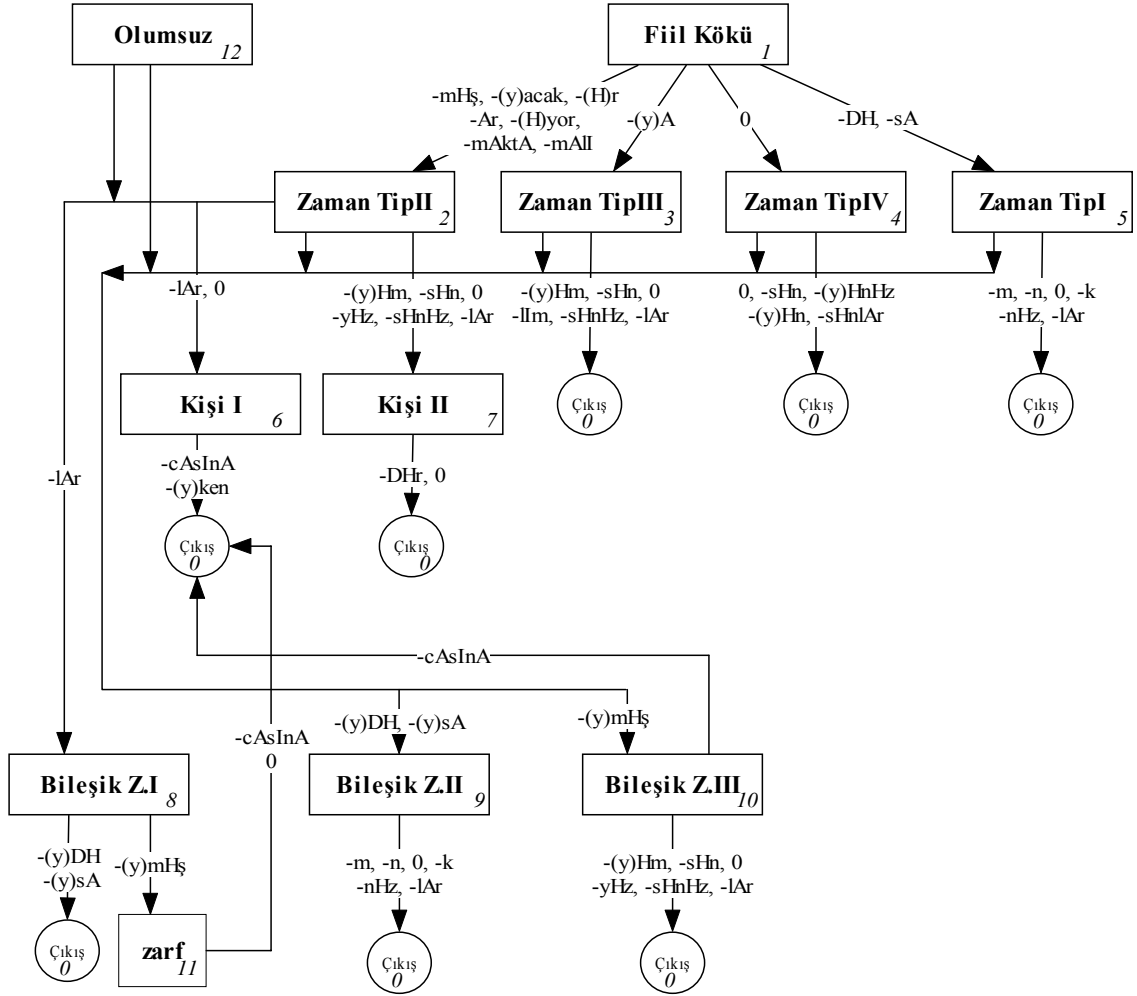 Olumsuz
12
Fiil Kökü
1
-mHş, -(y)acak, -(H)r
-Ar, -(H)yor,
-mAktA, -mAlI
-(y)A
0
-DH, -sA
Zaman TipII
2
Zaman TipIII
3
Zaman TipIV
4
Zaman TipI
5
-lAr, 0
-(y)Hm, -sHn, 0
-yHz, -sHnHz, -lAr
-(y)Hm, -sHn, 0
-lIm, -sHnHz, -lAr
0, -sHn, -(y)HnHz
-(y)Hn, -sHnlAr
-m, -n, 0, -k
-nHz, -lAr
Kişi I
6
Kişi II
7
Çıkış
0
Çıkış
0
Çıkış
0
-lAr
-cAsInA
-(y)ken
-DHr, 0
Çıkış
0
Çıkış
0
-cAsInA
-cAsInA
0
-(y)DH, -(y)sA
-(y)mHş
Bileşik Z.I
8
Bileşik Z.II
9
Bileşik Z.III
10
-(y)DH
-(y)sA
-(y)mHş
-m, -n, 0, -k
-nHz, -lAr
-(y)Hm, -sHn, 0
-yHz, -sHnHz, -lAr
Çıkış
0
zarf
11
Çıkış
0
Çıkış
0